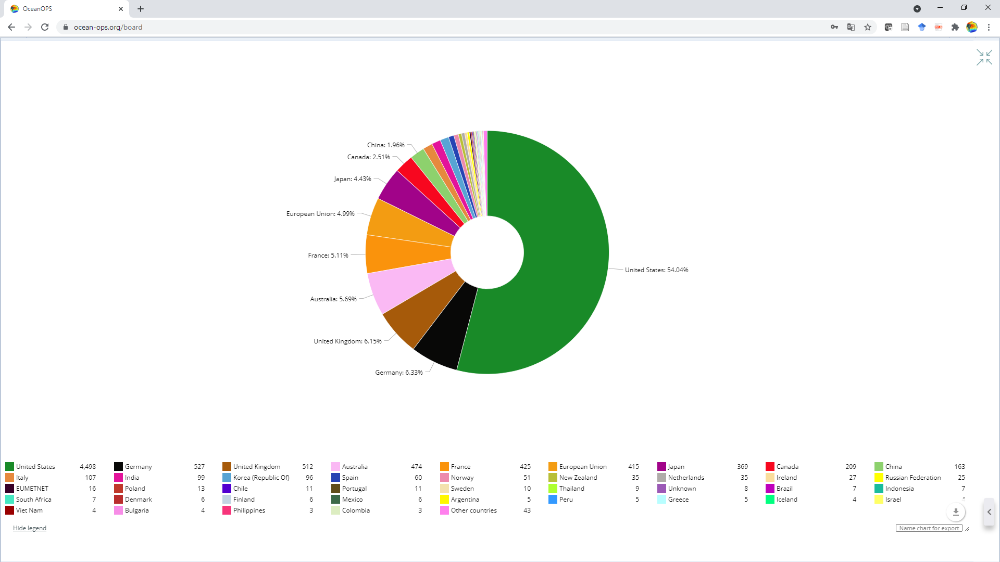 OceanOPS
ocean-ops.org/board
China: 1.96%
Canada: 2.51%
Japan: 4.43%
European Union: 4.99%
France: 5.11%
United States: 54.04%
Australia: 5.69%
United Kingdom: 6.15%
Germany: 6.33%
United States 4,498 Germany 527 United Kingdom 512 Australia 474 France 425 European Union 415 Japan 369 Canada 209 China 163
Italy 107 India 99 Korea (Republic Of) 96 Spain 60 Norway 51 New Zealand 35 Netherlands 35 Ireland 27 Russian Federation 25
EUMETNET 16 Poland 13 Chile 11 Portugal 11 Sweden 10 Thailand 9 Unknown 8 Brazil 7 Indonesia 7
South Africa 7 Denmark 6 Finland 6 Mexico 6 Argentina 5 Peru 5 Greece 5 Iceland 4 Israel
Viet Nam 4 Bulgaria 4 Philippines 3 Colombia 3 Other countries 43
Hide legend
Name chart for export